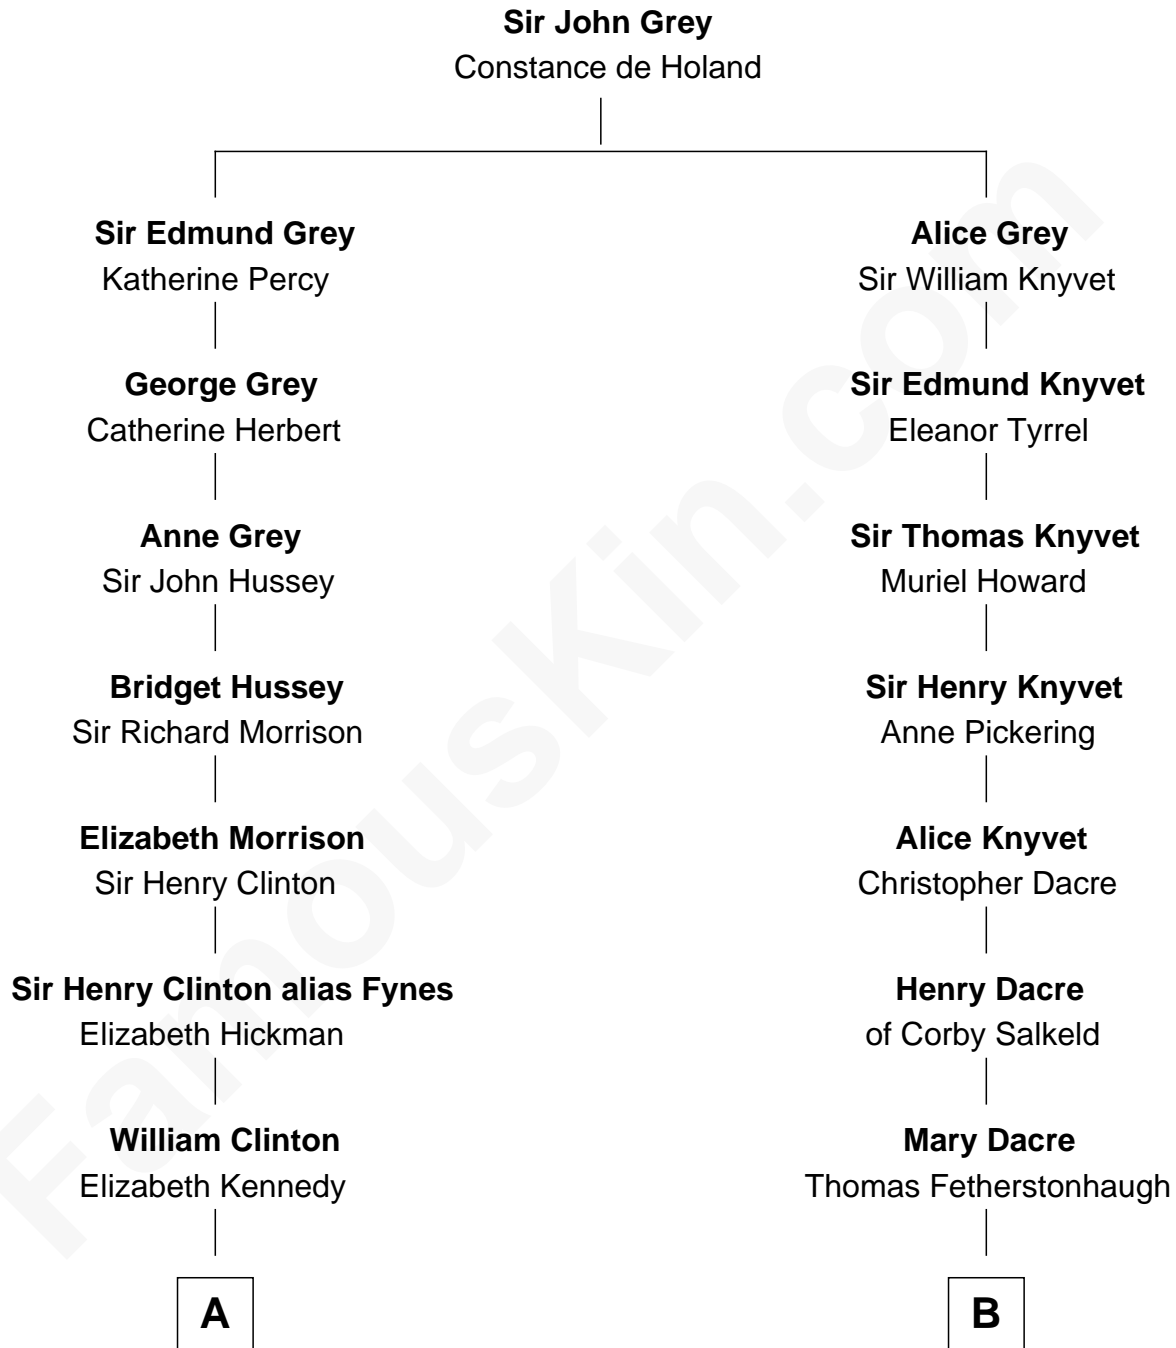 Sir John Grey
Constance de Holand
Sir Edmund Grey
Katherine Percy
Alice Grey
Sir William Knyvet
George Grey
Catherine Herbert
Sir Edmund Knyvet
Eleanor Tyrrel
Anne Grey
Sir John Hussey
Sir Thomas Knyvet
Muriel Howard
Bridget Hussey
Sir Richard Morrison
Sir Henry Knyvet
Anne Pickering
Elizabeth Morrison
Sir Henry Clinton
Alice Knyvet
Christopher Dacre
Sir Henry Clinton alias Fynes
Elizabeth Hickman
Henry Dacre
of Corby Salkeld
William Clinton
Elizabeth Kennedy
Mary Dacre
Thomas Fetherstonhaugh
A
B
FamousKin.com